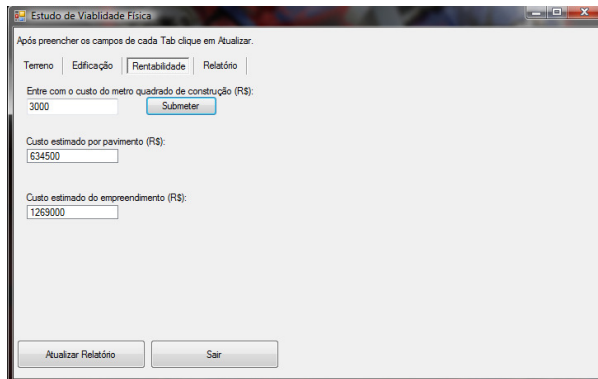 Estudo de Viablidade Física
Após preencher os campos de cada Tab clique em Atualizar.
Terreno Edificação Rentabilidade Relatório
Entre com o custo do metro quadrado de construção (R$):
3000 Submeter
Custo estimado por pavimento (R$):
634500
Custo estimado do empreendimento (R$):
1269000
Atualizar Relatório Sair